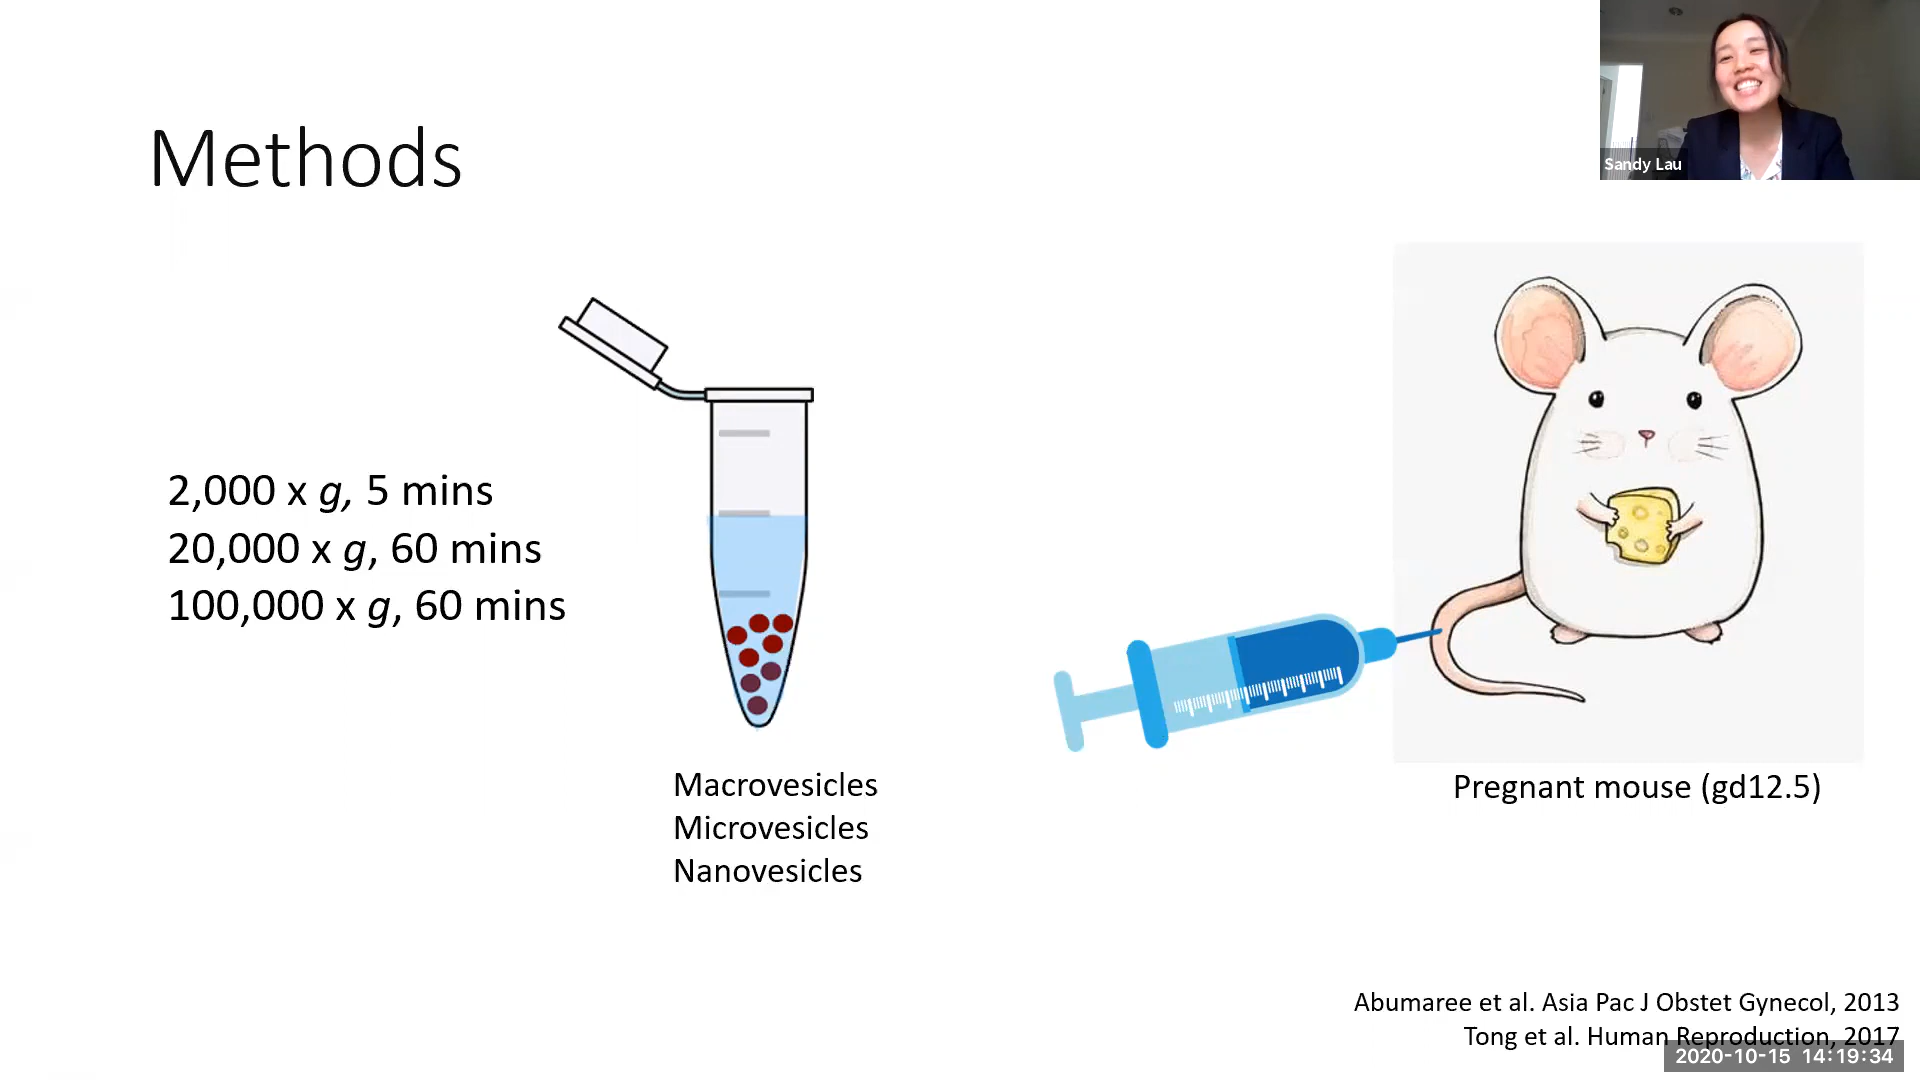 Sandy Lau
Methods
2,000 x g, 5 mins
20,000 x g, 60 mins
100,000 x g, 60 mins
Macrovesicles
Microvesicles
Nanovesicles
Pregnant mouse (gd12.5)
Abumaree et al. Asia Pac J Obstet Gynecol, 2013
Tong et al. Human Reproduction, 2017
2020-10-15 14:19:34